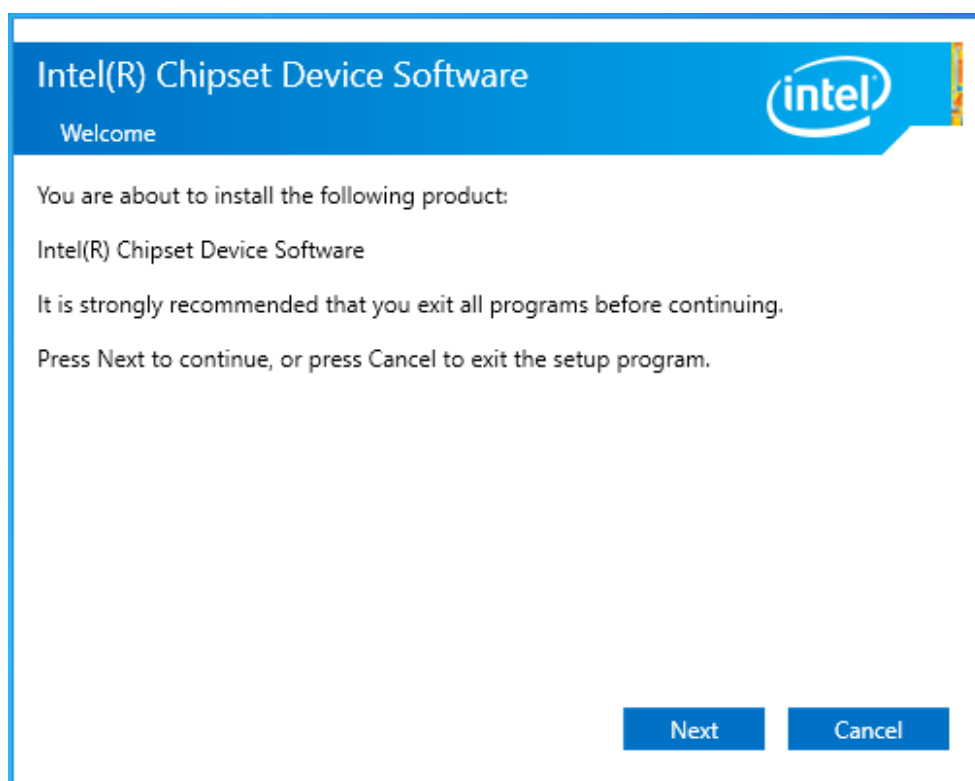 Intel(R) Chipset Device Software
intel
Welcome
You are about to install the following product:
Intel(R) Chipset Device Software
It is strongly recommended that you exit all programs before continuing.
Press Next to continue, or press Cancel to exit the setup program.
Next
Cancel